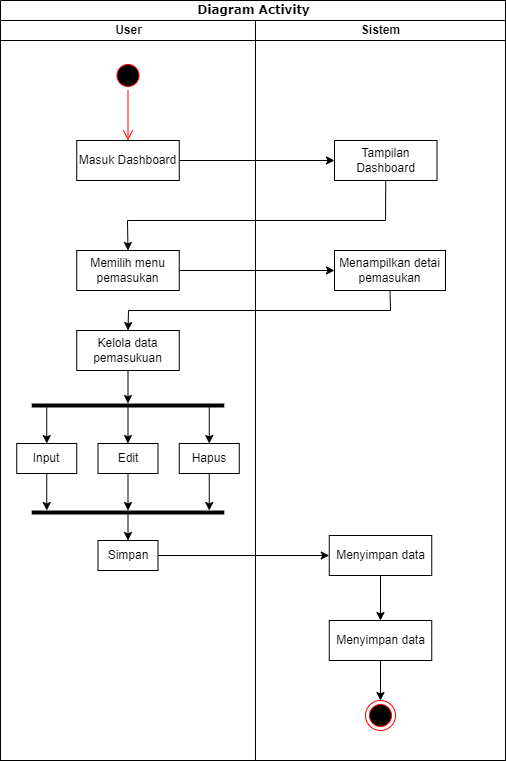 Diagram Activity
User
Sistem
Masuk Dashboard
Tampilan
Dashboard
Memilih menu
pemasukan
Menampilkan detai
pemasukan
Kelola data
pemasukuan
Input
Edit
Hapus
Simpan
Menyimpan data
Menyimpan data